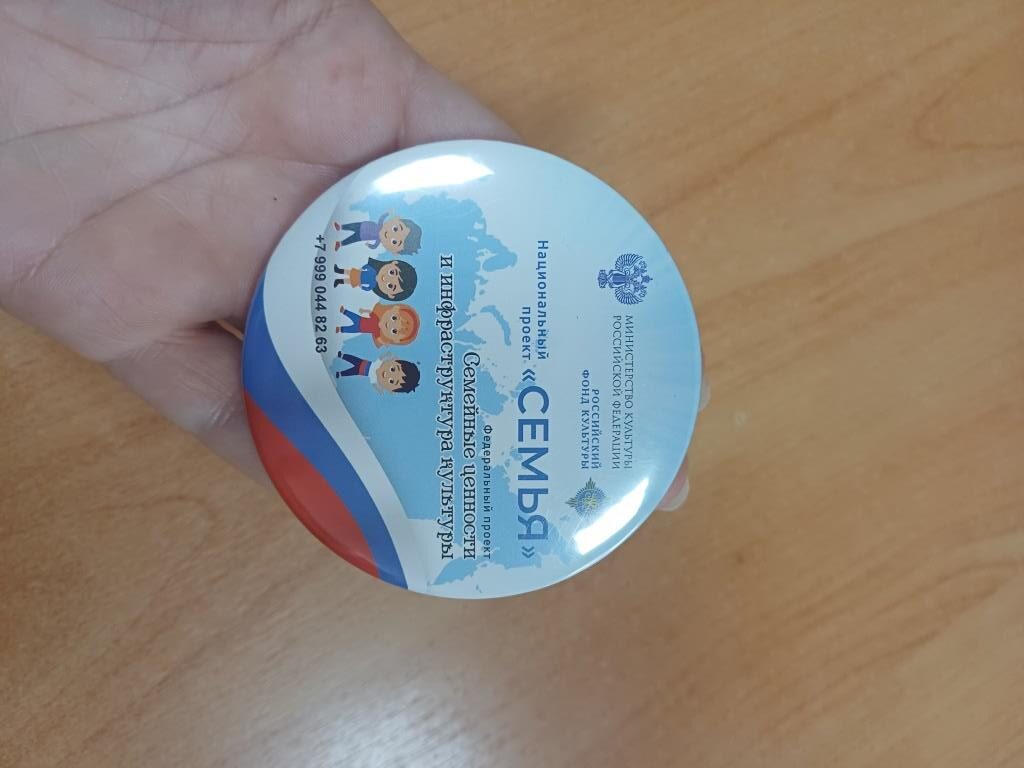 МИНИСТЕРСТВО КУЛЬТУРЫ
РОССИЙСКОЙ ФЕДЕРАЦИИ
РОССИЙСКИЙ
ФОНД КУЛЬТУРЫ
Национальный
проект «СЕМЬЯ»
Федеральный проект
Семейные ценности
и инфраструктура культуры
+7 999 044 82 63